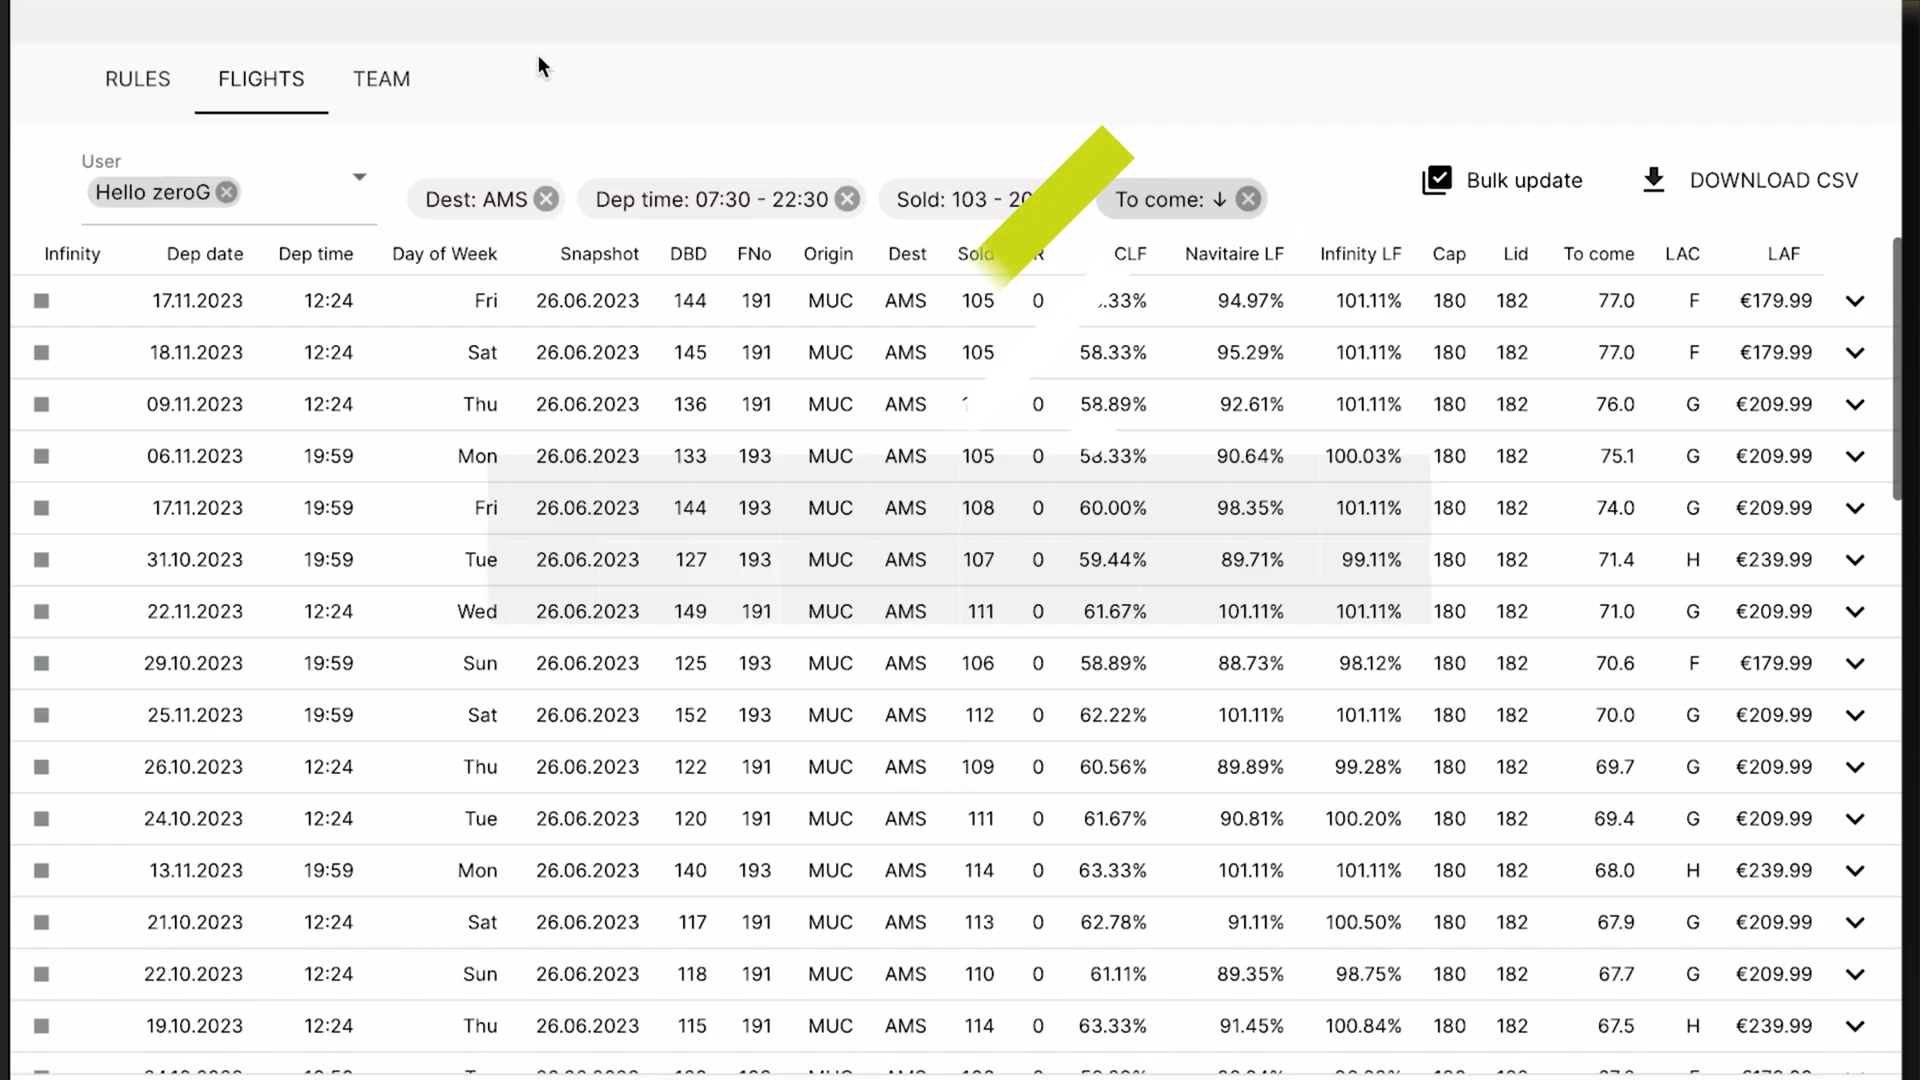 RULES FLIGHTS TEAM
User
Hello zeroG
Dest: AMS Dep time: 07:30 - 22:30 Sold: 103 - To come: ↓ Bulk update DOWNLOAD CSV
Infinity Dep date Dep time Day of Week Snapshot DBD FNo Origin Dest Sold CLF Navitaire LF Infinity LF Cap Lid To come LAC LAF
17.11.2023 12:24 Fri 26.06.2023 144 191 MUC AMS 105 0 .33% 94.97% 101.11% 180 182 77.0 F €179.99
18.11.2023 12:24 Sat 26.06.2023 145 191 MUC AMS 105 58.33% 95.29% 101.11% 180 182 77.0 F €179.99
09.11.2023 12:24 Thu 26.06.2023 136 191 MUC AMS 0 58.89% 92.61% 101.11% 180 182 76.0 G €209.99
06.11.2023 19:59 Mon 26.06.2023 133 193 MUC AMS 105 0 58.33% 90.64% 100.03% 180 182 75.1 G €209.99
17.11.2023 19:59 Fri 26.06.2023 144 193 MUC AMS 108 0 60.00% 98.35% 101.11% 180 182 74.0 G €209.99
31.10.2023 19:59 Tue 26.06.2023 127 193 MUC AMS 107 0 59.44% 89.71% 99.11% 180 182 71.4 H €239.99
22.11.2023 12:24 Wed 26.06.2023 149 191 MUC AMS 111 0 61.67% 101.11% 101.11% 180 182 71.0 G €209.99
29.10.2023 19:59 Sun 26.06.2023 125 193 MUC AMS 106 0 58.89% 88.73% 98.12% 180 182 70.6 F €179.99
25.11.2023 19:59 Sat 26.06.2023 152 193 MUC AMS 112 0 62.22% 101.11% 101.11% 180 182 70.0 G €209.99
26.10.2023 12:24 Thu 26.06.2023 122 191 MUC AMS 109 0 60.56% 89.89% 99.28% 180 182 69.7 G €209.99
24.10.2023 12:24 Tue 26.06.2023 120 191 MUC AMS 111 0 61.67% 90.81% 100.20% 180 182 69.4 G €209.99
13.11.2023 19:59 Mon 26.06.2023 140 193 MUC AMS 114 0 63.33% 101.11% 101.11% 180 182 68.0 H €239.99
21.10.2023 12:24 Sat 26.06.2023 117 191 MUC AMS 113 0 62.78% 91.11% 100.50% 180 182 67.9 G €209.99
22.10.2023 12:24 Sun 26.06.2023 118 191 MUC AMS 110 0 61.11% 89.35% 98.75% 180 182 67.7 G €209.99
19.10.2023 12:24 Thu 26.06.2023 115 191 MUC AMS 114 0 63.33% 91.45% 100.84% 180 182 67.5 H €239.99